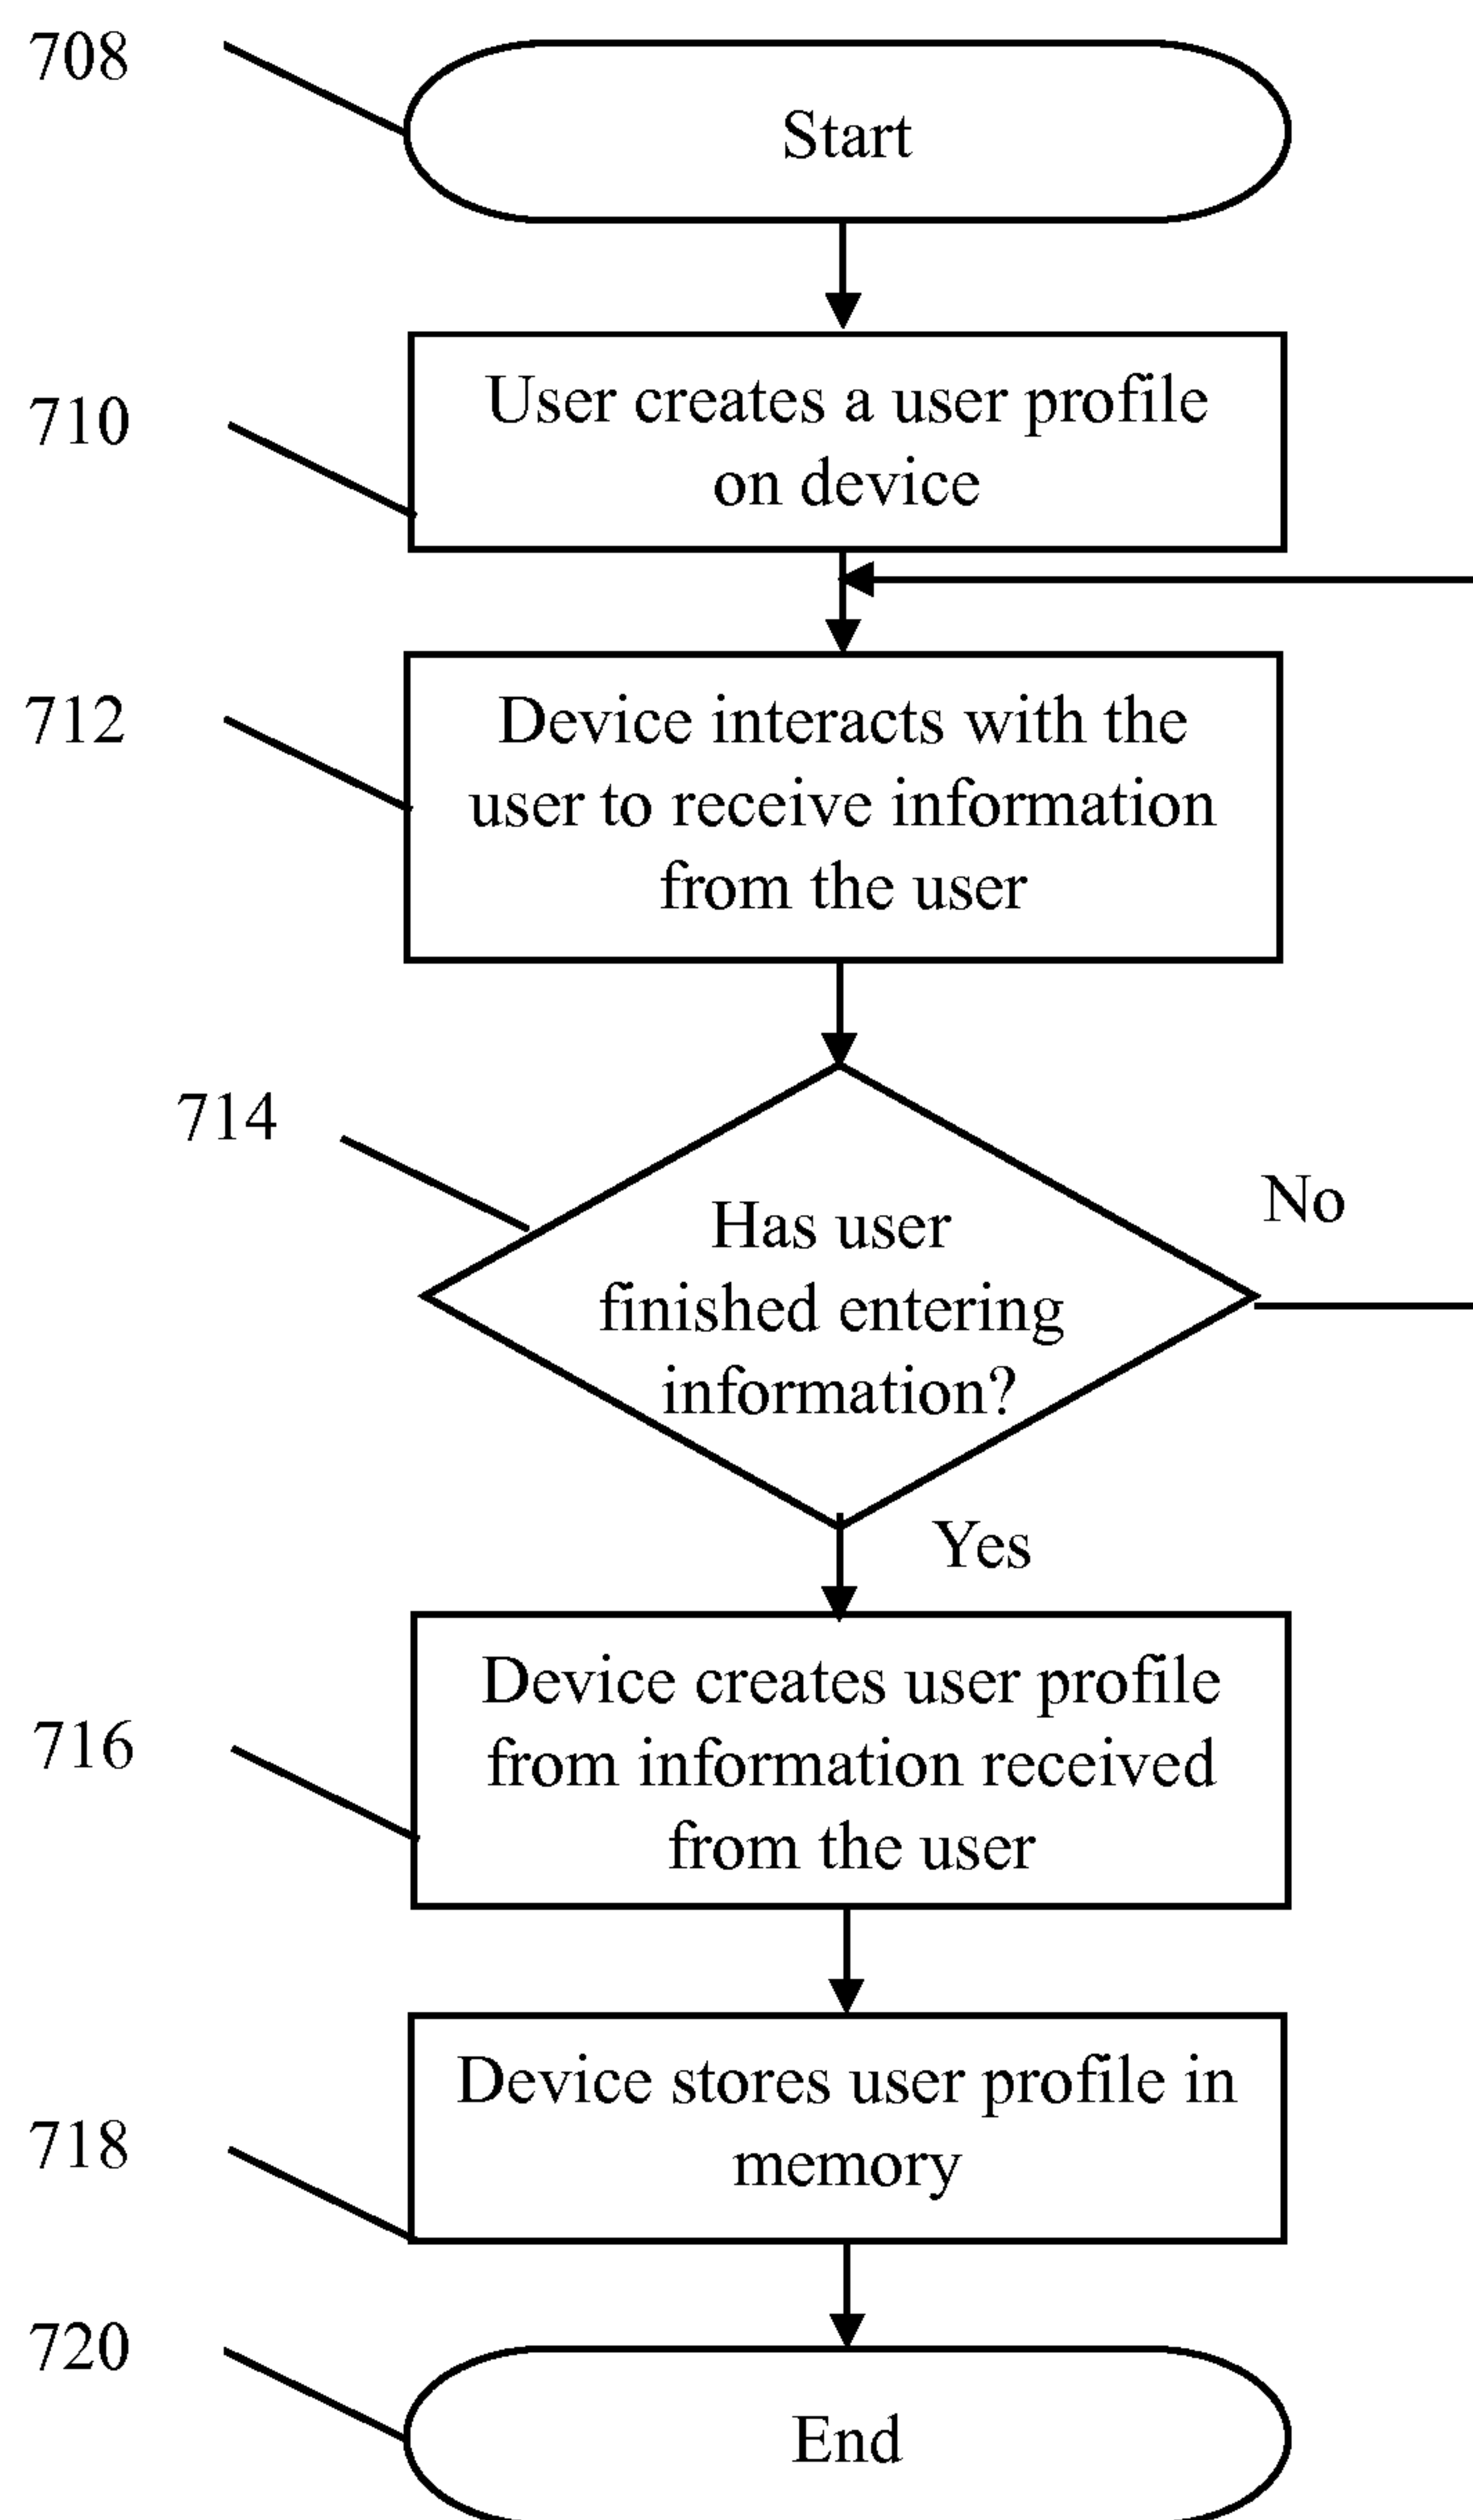 708
Start
710
User creates a user profile
on device
712
Device interacts with the
user to receive information
from the user
714
Has user
finished entering
information?
No
Yes
716
Device creates user profile
from information received
from the user
718
Device stores user profile in
memory
720
End